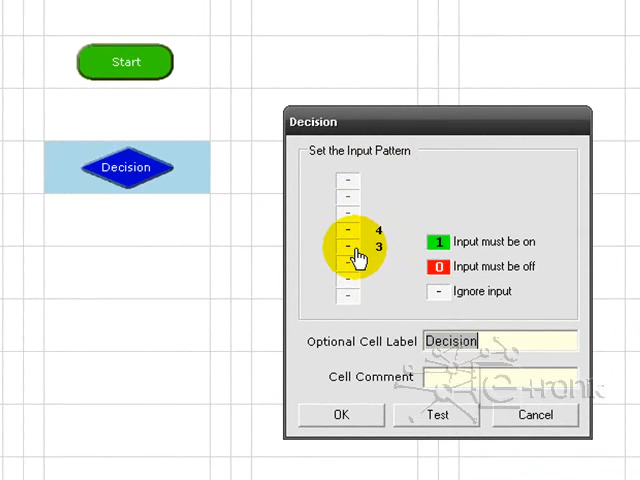 Start
Decision
Decision
Set the Input Pattern
-
-
-
- 4
- 3
-
-
-
1 Input must be on
0 Input must be off
- Ignore input
Optional Cell Label Decision
Cell Comment
OK Test Cancel
e-tronik